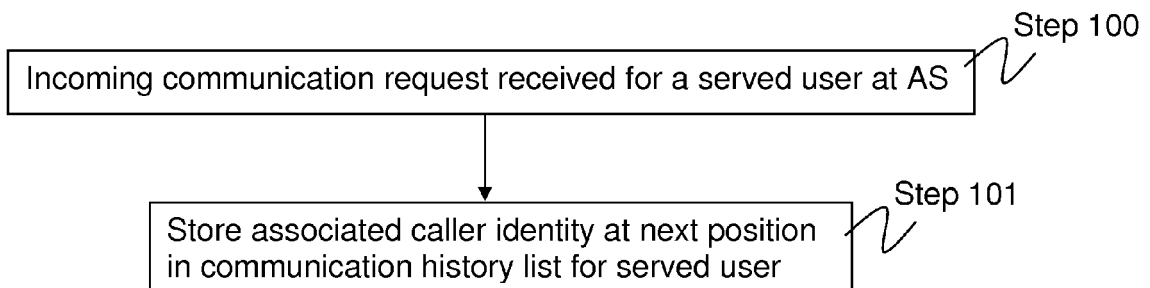 Step 100
Incoming communication request received for a served user at AS
Step 101
Store associated caller identity at next position
in communication history list for served user